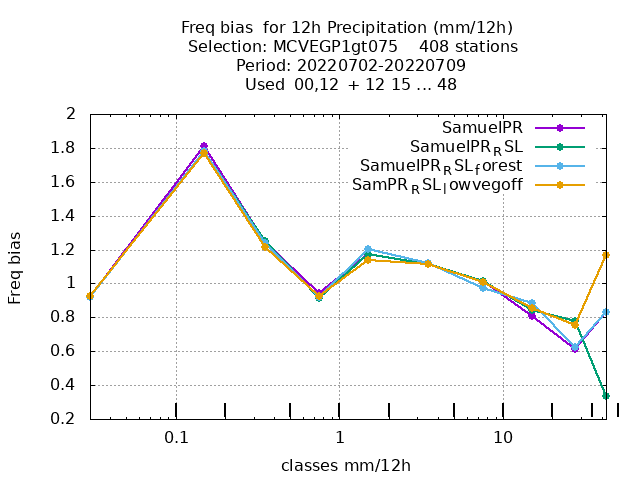 Freq bias  for 12h Precipitation (mm/12h)
Selection: MCVEGP1gt075    408 stations
Period: 20220702-20220709
Used  00,12  + 12 15 ... 48
SamuelPR
SamuelPR_RSL
SamuelPR_RSL_forest
SamPR_RSL_lowvegoff
2
1.8
1.6
1.4
1.2
1
0.8
0.6
0.4
0.2
Freq bias
0.1 1 10
classes mm/12h